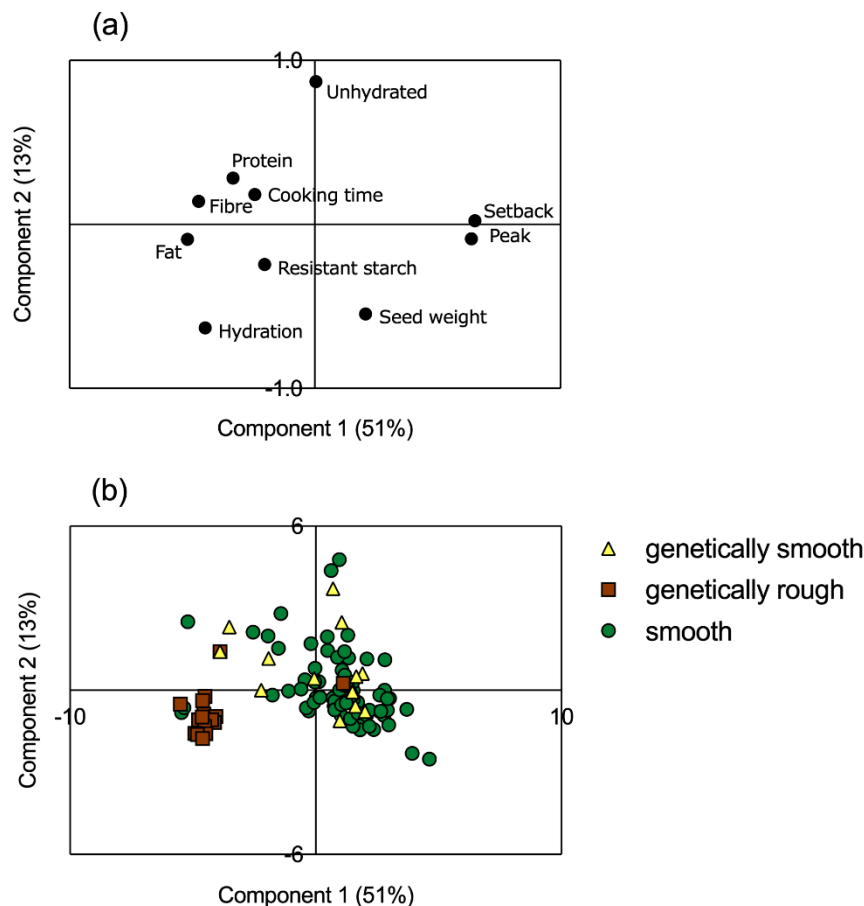 (a)
1.0
Unhydrated
Protein
Cooking time
Fibre
Setback
Peak
Fat
Resistant starch
Seed weight
Hydration
-1.0
Component 2 (13%)
Component 1 (51%)
(b)
6
genetically smooth
genetically rough
smooth
-10
10
-6
Component 2 (13%)
Component 1 (51%)